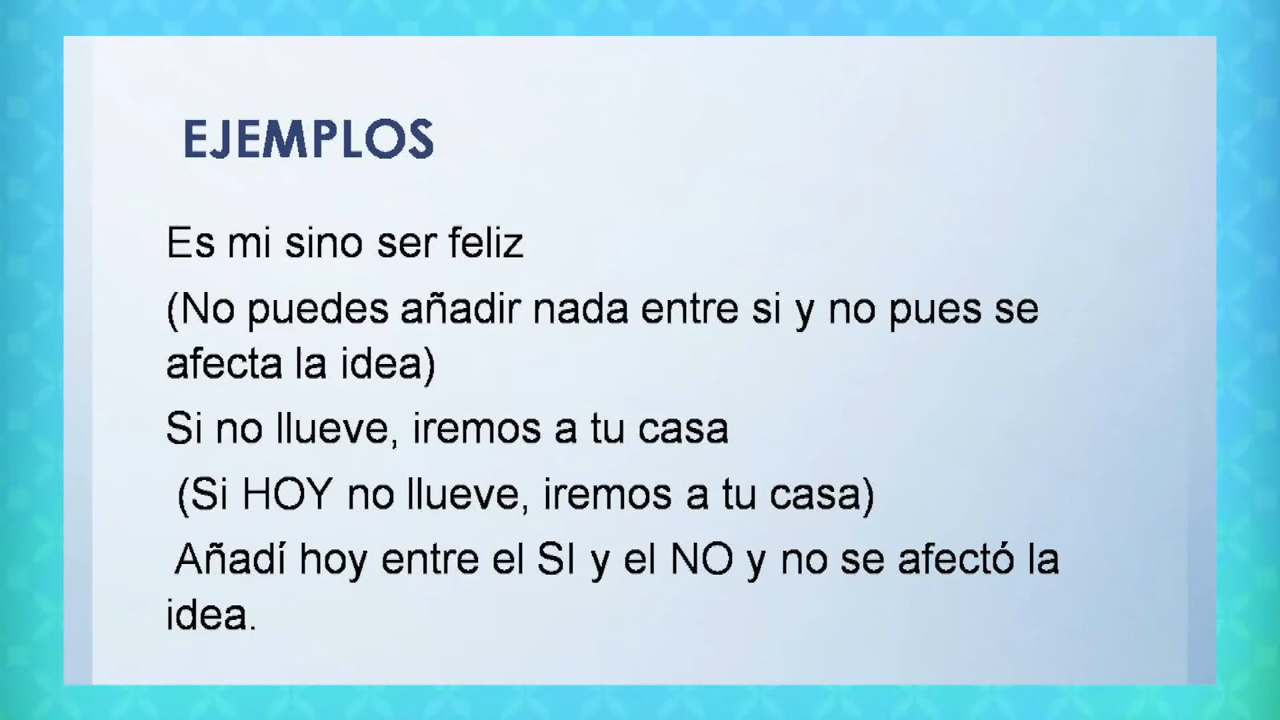 EJEMPLOS
Es mi sino ser feliz
(No puedes añadir nada entre si y no pues se
afecta la idea)
Si no llueve, iremos a tu casa
(Si HOY no llueve, iremos a tu casa)
Añadí hoy entre el SI y el NO y no se afectó la
idea.